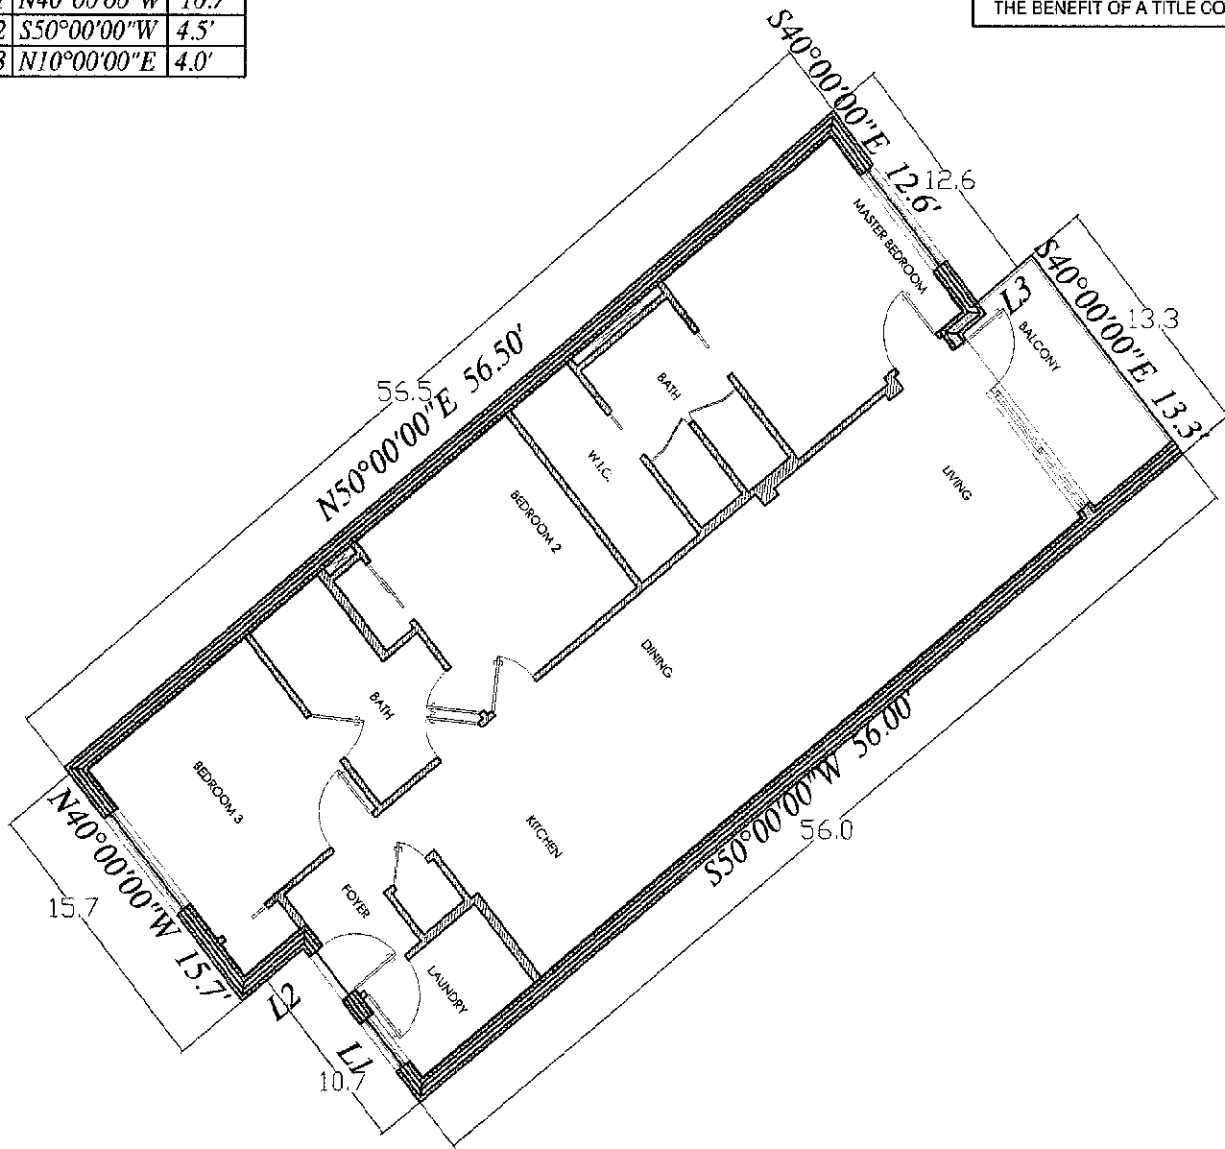 N40°00'00"W 10.7'
2 S50°00'00"W 4.5'
3 N10°00'00"E 4.0'
THE BENEFIT OF A TITLE CO
S40°00'00"E 12.6'
12.6
MASTER BEDROOM
L3
S40°00'00"E 13.3'
13.3
BALCONY
56.5
N50°00'00"E 56.50'
BATH
W.I.C.
LIVING
BEDROOM 2
DINING
BATH
S50°00'00"W 56.00'
56.0
BEDROOM 3
KITCHEN
N40°00'00"W 15.7'
15.7
FOYER
LAUNDRY
L2
L1
10.7